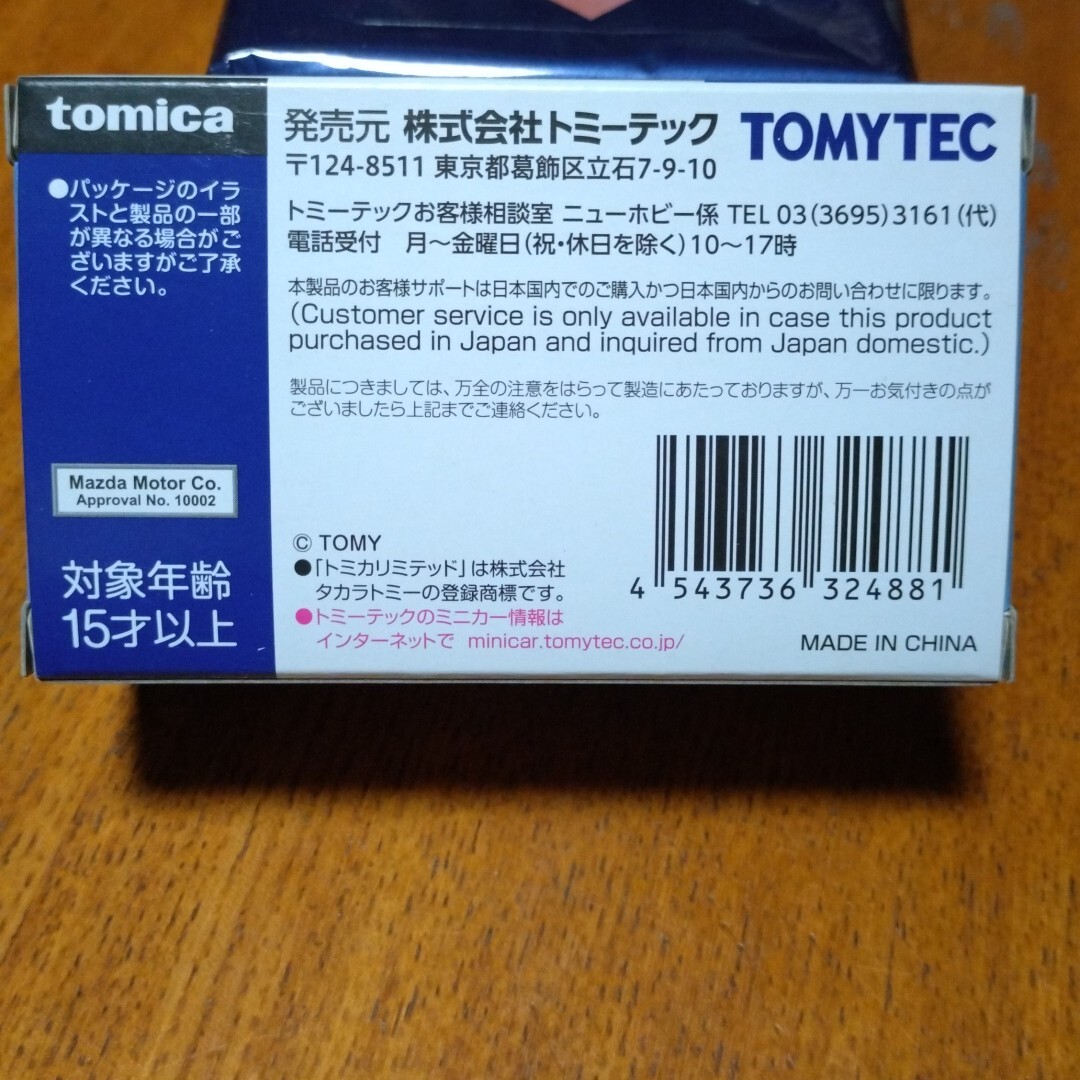 tomica
●パッケージのイラ
ストと製品の一部
が異なる場合がご
ざいますがご了承
ください。
Mazda Motor Co.
Approval No. 10002
対象年齢
15才以上
発売元 株式会社トミーテック TOMYTEC
〒124-8511 東京都葛飾区立石7-9-10
トミーテックお客様相談室 ニューホビー係 TEL 03(3695)3161(代)
電話受付 月～金曜日(祝・休日を除く)10～17時
本製品のお客様サポートは日本国内でのご購入かつ日本国内からのお問い合わせに限ります。
(Customer service is only available in case this product
purchased in Japan and inquired from Japan domestic.)
製品につきましては、万全の注意をはらって製造にあたっておりますが、万一お気付きの点が
ございましたら上記までご連絡ください。
© TOMY
●「トミカリミテッド」は株式会社
タカラトミーの登録商標です。
●トミーテックのミニカー情報は
インターネットで minicar.tomytec.co.jp/
4 543736 324881
MADE IN CHINA